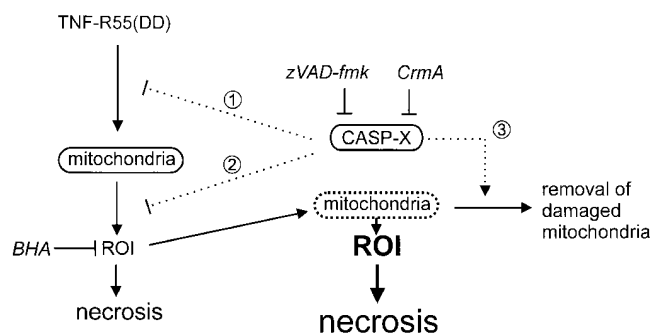 TNF-R55(DD)
zVAD-fmk
CrmA
①
CASP-X
③
mitochondria
②
mitochondria
removal of
damaged
mitochondria
BHA
ROI
ROI
necrosis
necrosis